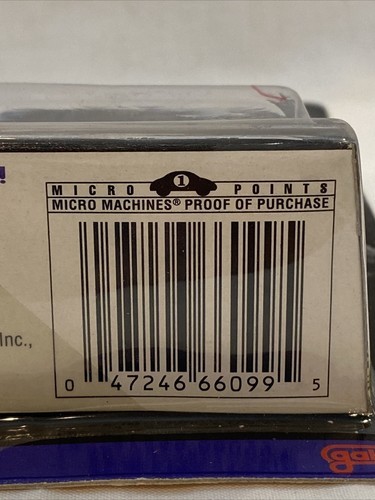 MICRO 1 POINTS
MICRO MACHINES® PROOF OF PURCHASE
Inc.,
0 47246 66099 5